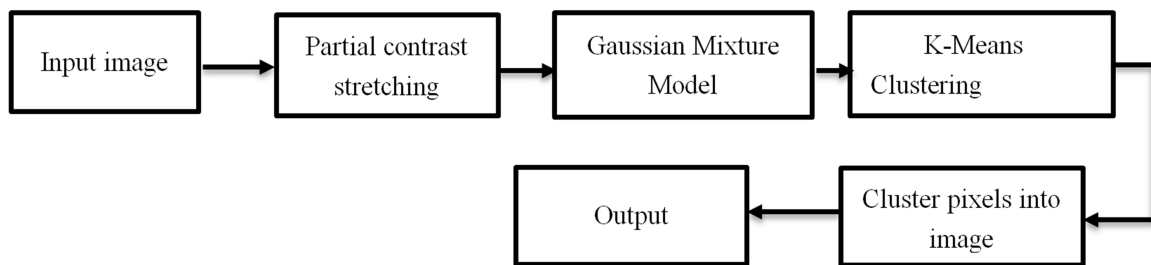 Input image
Partial contrast
stretching
Gaussian Mixture
Model
K-Means
Clustering
Output
Cluster pixels into
image